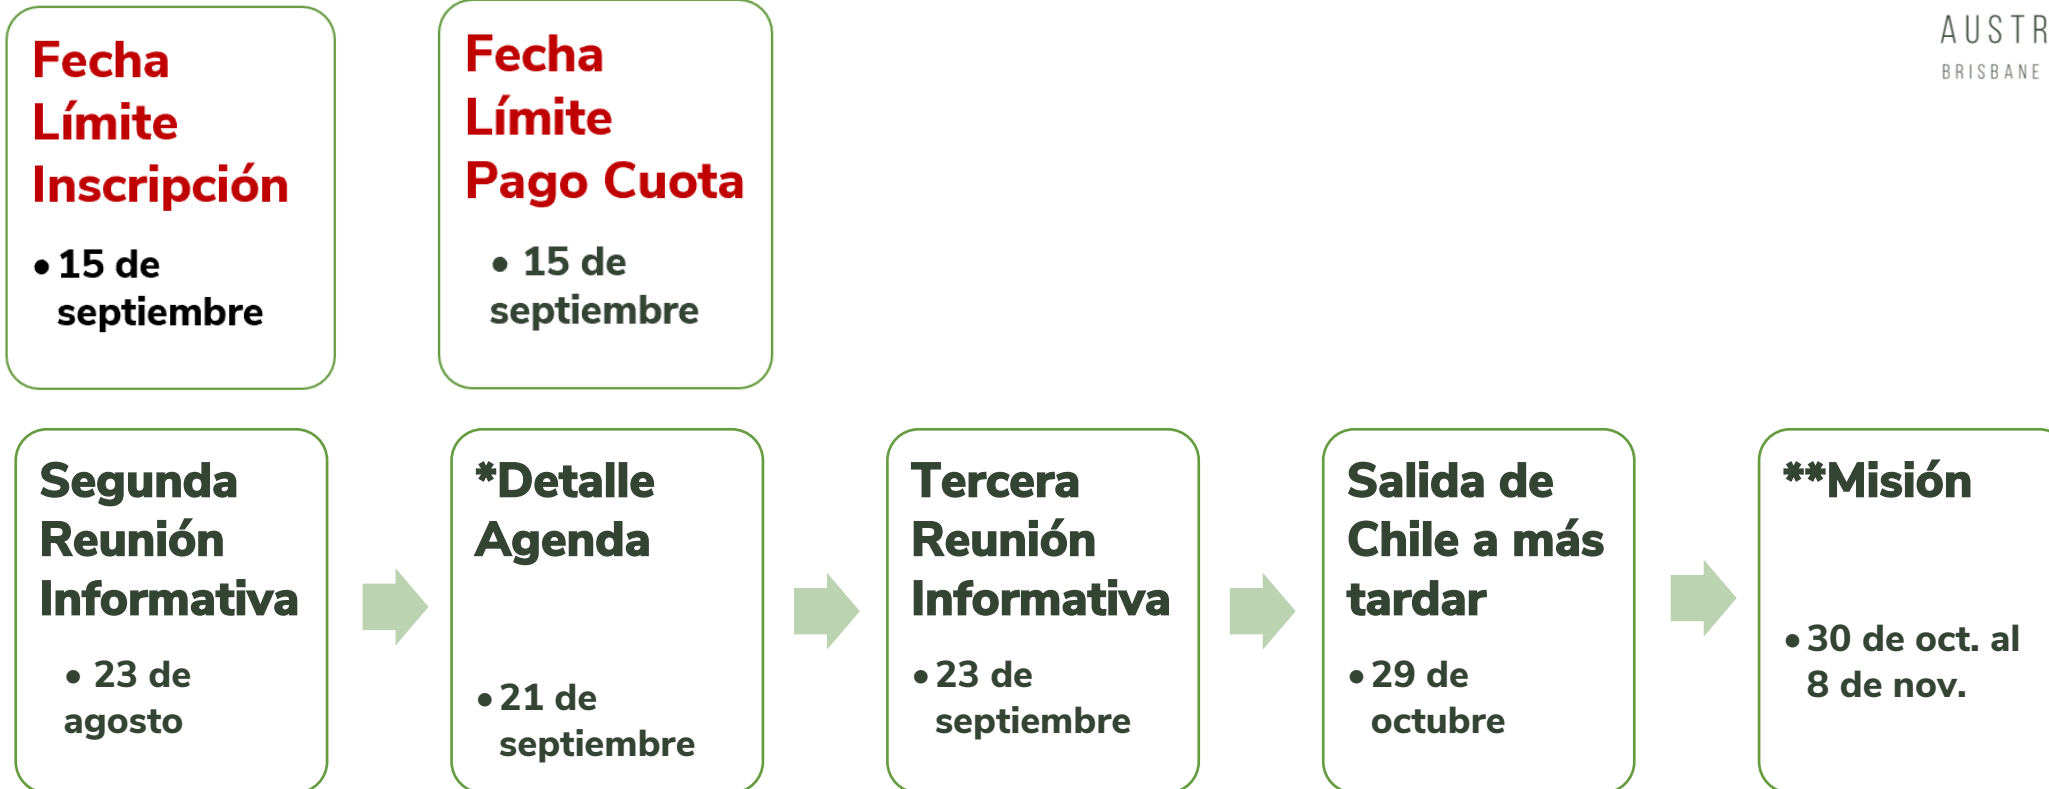 Fecha
Límite
Inscripción
• 15 de
septiembre
Fecha
Límite
Pago Cuota
• 15 de
septiembre
BRISBANE
Segunda
Reunión
Informativa
• 23 de
agosto
*Detalle
Agenda
• 21 de
septiembre
Tercera
Reunión
Informativa
• 23 de
septiembre
Salida de
Chile a más
tardar
• 29 de
octubre
**Misión
• 30 de oct. al
8 de nov.